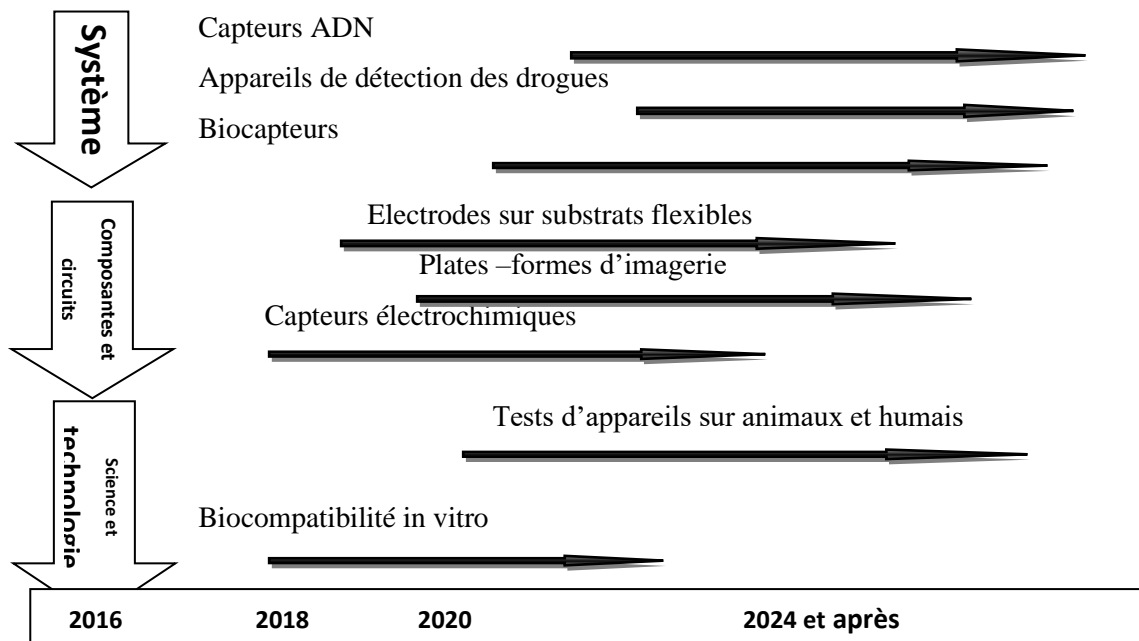 Système
Capteurs ADN
Appareils de détection des drogues
Biocapteurs
Composantes et
circuits
Electrodes sur substrats flexibles
Plates –formes d’imagerie
Capteurs électrochimiques
Science et
technologie
Tests d’appareils sur animaux et humais
Biocompatibilité in vitro
2016 2018 2020 2024 et après